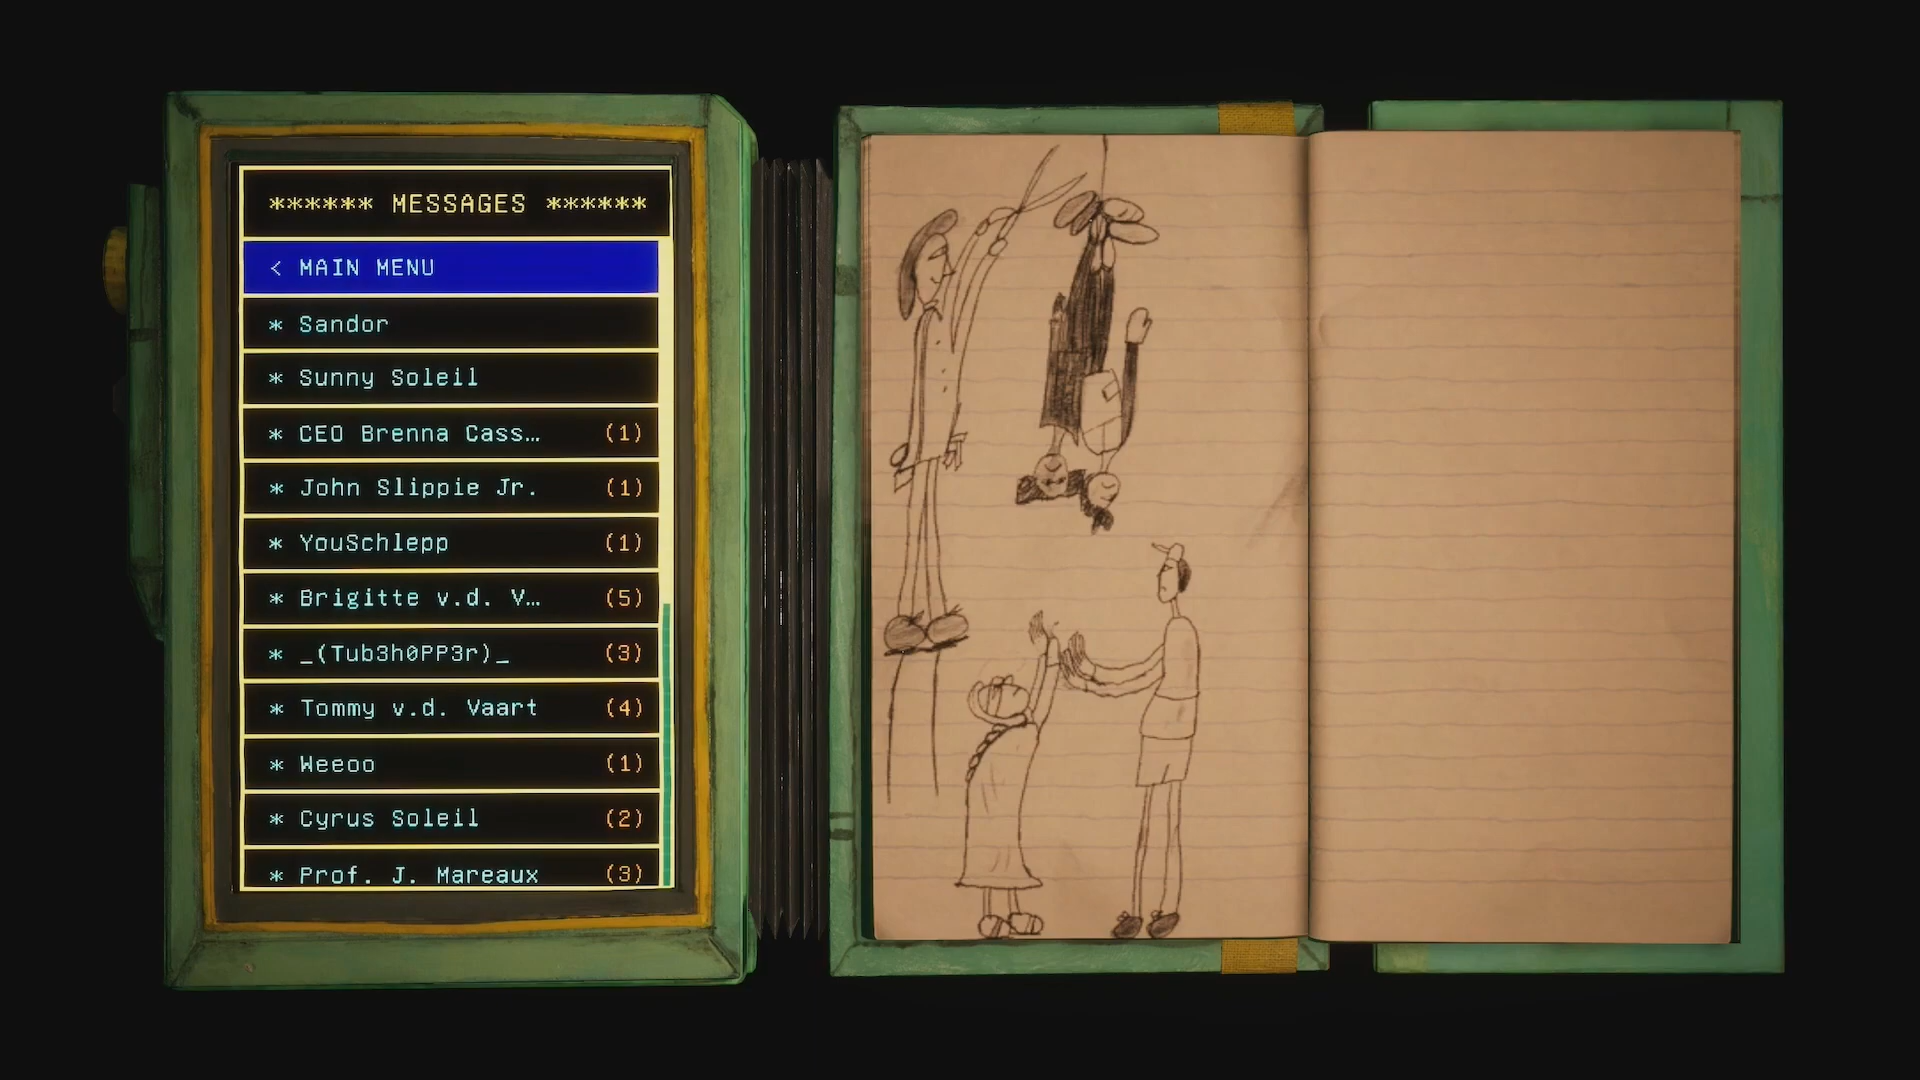 ****** MESSAGES ******
< MAIN MENU
* Sandor
* Sunny Soleil
* CEO Brenna Cass… (1)
* John Slippie Jr. (1)
* YouSchlepp (1)
* Brigitte v.d. V… (5)
* _(Tub3h0PP3r)_ (3)
* Tommy v.d. Vaart (4)
* Weeoo (1)
* Cyrus Soleil (2)
* Prof. J. Mareaux (3)